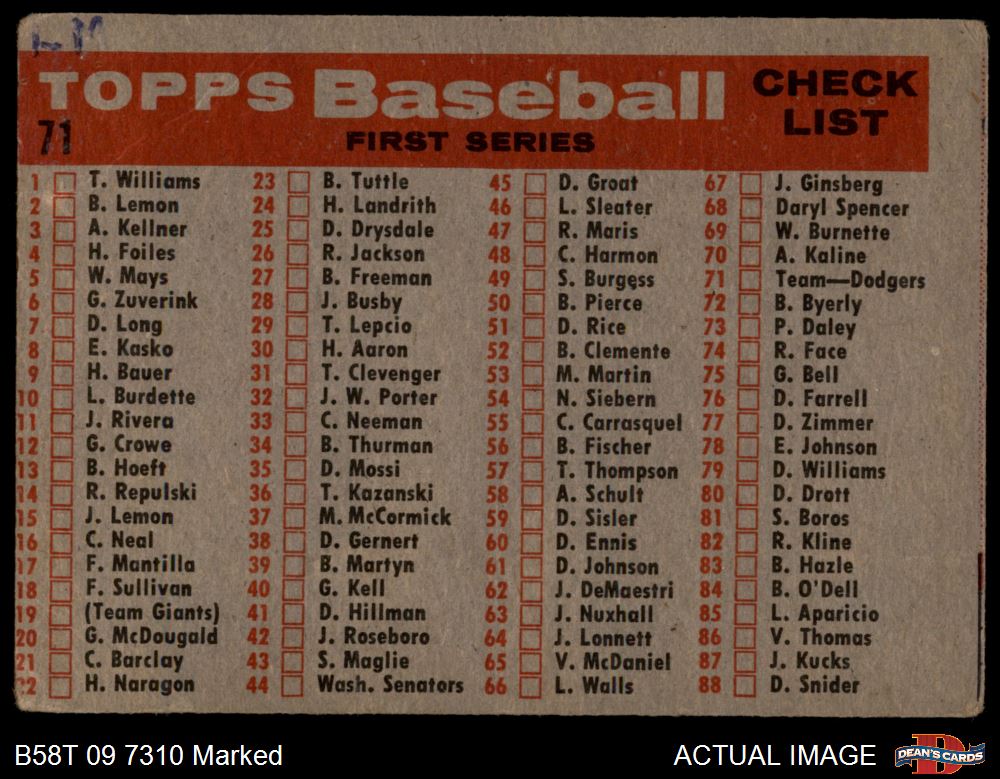 TOPPS Baseball CHECK LIST
71 FIRST SERIES
1 T. Williams 23 B. Tuttle 45 D. Groat 67 J. Ginsberg
2 B. Lemon 24 H. Landrith 46 L. Sleater 68 Daryl Spencer
3 A. Kellner 25 D. Drysdale 47 R. Maris 69 W. Burnette
4 H. Foiles 26 R. Jackson 48 C. Harmon 70 A. Kaline
5 W. Mays 27 B. Freeman 49 S. Burgess 71 Team—Dodgers
6 G. Zuverink 28 J. Busby 50 B. Pierce 72 B. Byerly
7 D. Long 29 T. Lepcio 51 D. Rice 73 P. Daley
8 E. Kasko 30 H. Aaron 52 B. Clemente 74 R. Face
9 H. Bauer 31 T. Clevenger 53 M. Martin 75 G. Bell
10 L. Burdette 32 J. W. Porter 54 N. Siebern 76 D. Farrell
11 J. Rivera 33 C. Neeman 55 C. Carrasquel 77 D. Zimmer
12 G. Crowe 34 B. Thurman 56 B. Fischer 78 E. Johnson
13 B. Hoeft 35 D. Mossi 57 T. Thompson 79 D. Williams
14 R. Repulski 36 T. Kazanski 58 A. Schult 80 D. Drott
15 J. Lemon 37 M. McCormick 59 D. Sisler 81 S. Boros
16 C. Neal 38 D. Gernert 60 D. Ennis 82 R. Kline
17 F. Mantilla 39 B. Martyn 61 D. Johnson 83 B. Hazle
18 F. Sullivan 40 G. Kell 62 J. DeMaestri 84 B. O'Dell
19 (Team Giants) 41 D. Hillman 63 J. Nuxhall 85 L. Aparicio
20 G. McDougald 42 J. Roseboro 64 J. Lonnett 86 V. Thomas
21 C. Barclay 43 S. Maglie 65 V. McDaniel 87 J. Kucks
22 H. Naragon 44 Wash. Senators 66 L. Walls 88 D. Snider
B58T 09 7310 Marked ACTUAL IMAGE DEAN'S CARDS